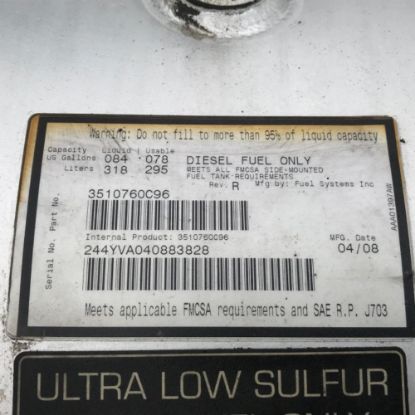 Warning: Do not fill to more than 95% of liquid capacity
Capacity Liquid | Usable
US Gallons 084 078 DIESEL FUEL ONLY
Liters 318 295 MEETS ALL FMCSA SIDE-MOUNTED
FUEL TANK REQUIREMENTS
Rev. R Mfg by: Fuel Systems Inc
Part No. 3510760C96
Internal Product: 3510760C96
MFG. Date
Serial No. 244YVA040883828 04/08
Meets applicable FMCSA requirements and SAE R.P. J703
ULTRA LOW SULFUR